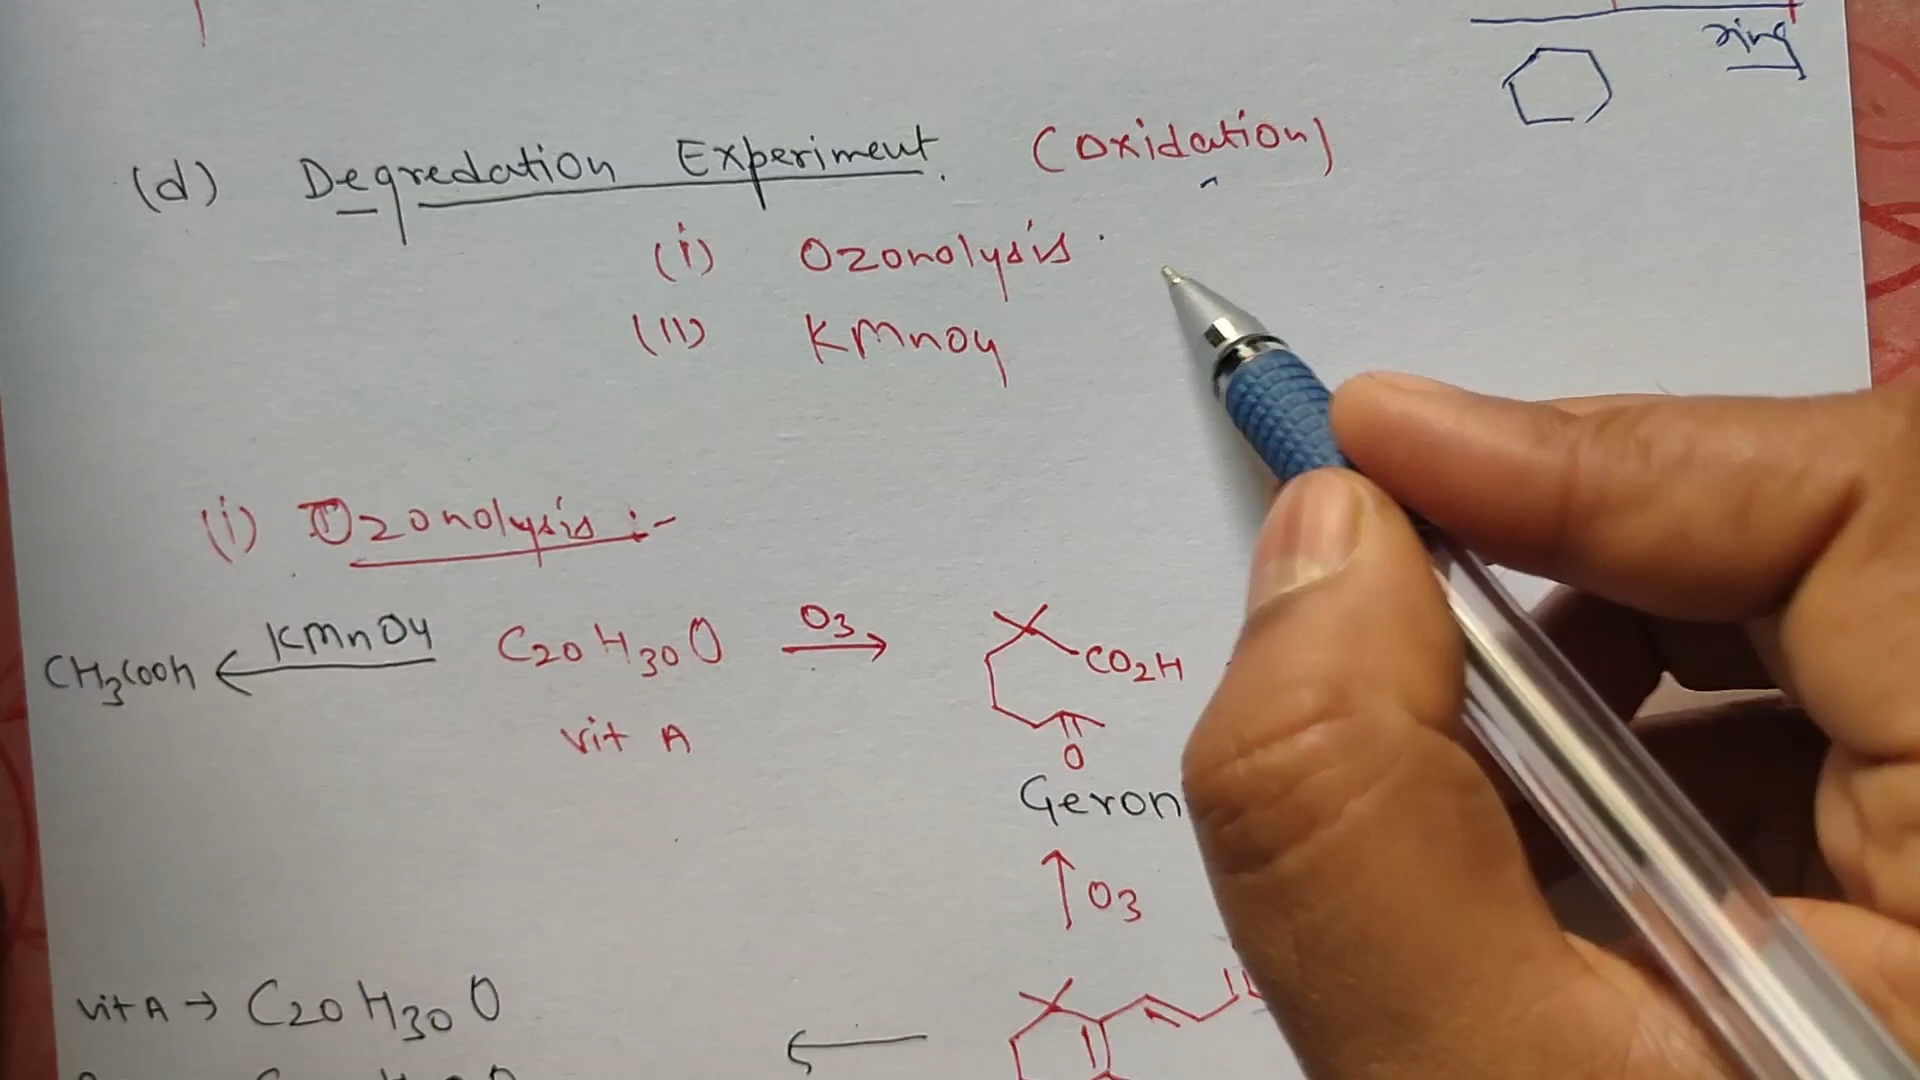 ring
(d) Degredation Experiment. (Oxidation)
(i) Ozonolysis
(ii) KMnO4
(i) Ozonolysis :-
CH3COOH ← KMnO4 C20H30O O3 → CO2H
O
vit A
Geron
↑ O3
vit A → C20H30O